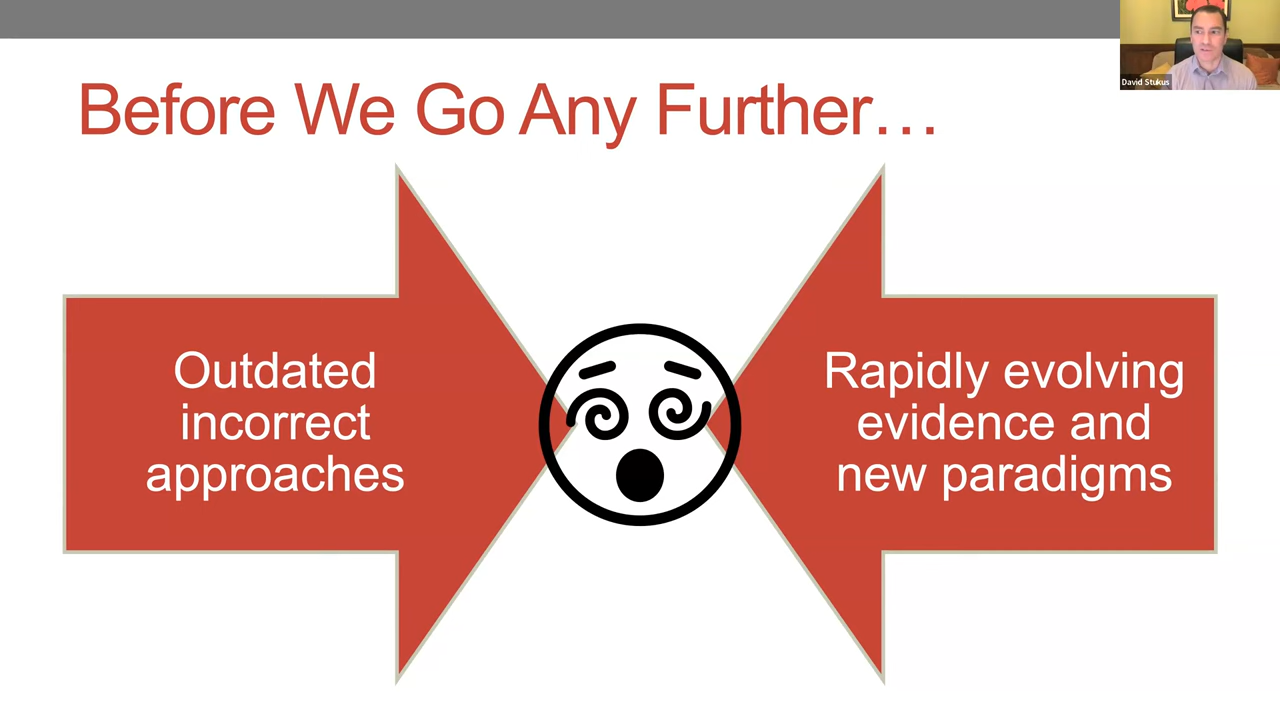 David Stukus
Before We Go Any Further…
Outdated
incorrect
approaches
Rapidly evolving
evidence and
new paradigms